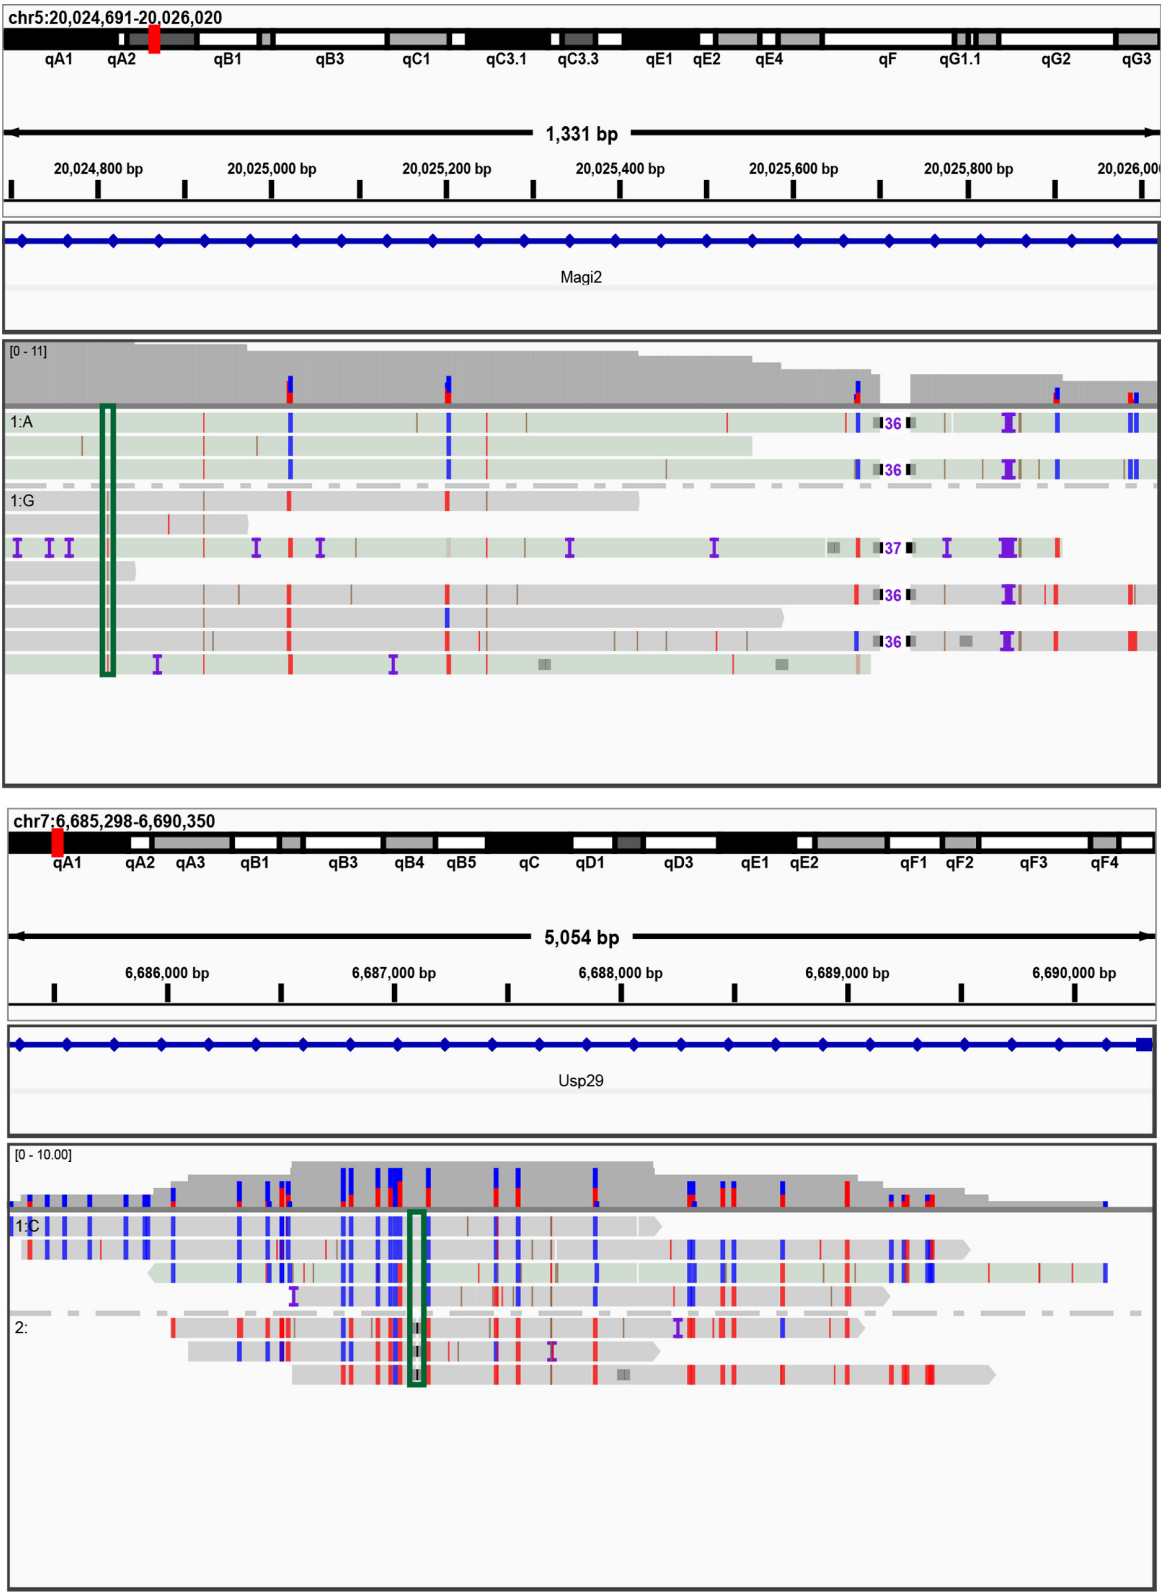 chr5:20,024,691-20,026,020
qA1 qA2 qB1 qB3 qC1 qC3.1 qC3.3 qE1 qE2 qE4 qF qG1.1 qG2 qG3
1,331 bp
20,024,800 bp 20,025,000 bp 20,025,200 bp 20,025,400 bp 20,025,600 bp 20,025,800 bp 20,026,00
Magi2
[0 - 11]
1:A
36
36
1:G
37
36
36
chr7:6,685,298-6,690,350
qA1 qA2 qA3 qB1 qB3 qB4 qB5 qC qD1 qD3 qE1 qE2 qF1 qF2 qF3 qF4
5,054 bp
6,686,000 bp 6,687,000 bp 6,688,000 bp 6,689,000 bp 6,690,000 bp
Usp29
[0 - 10.00]
1:C
2: